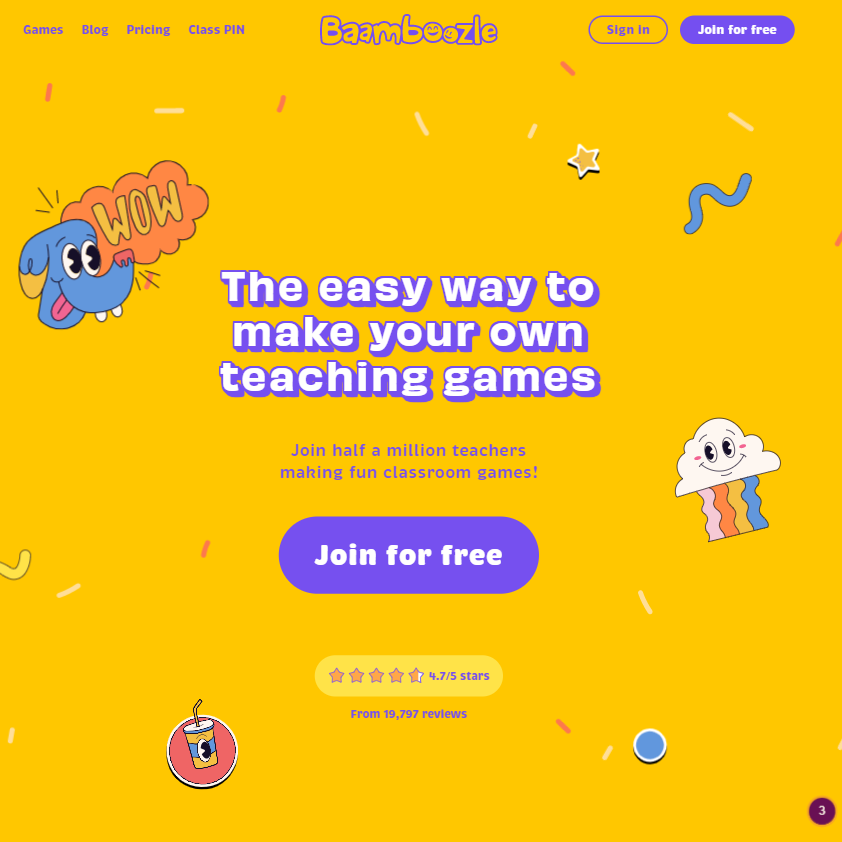 Games Blog Pricing Class PIN Baamboozle Sign in Join for free
WOW
The easy way to
make your own
teaching games
Join half a million teachers
making fun classroom games!
Join for free
4.7/5 stars
From 19,797 reviews
3